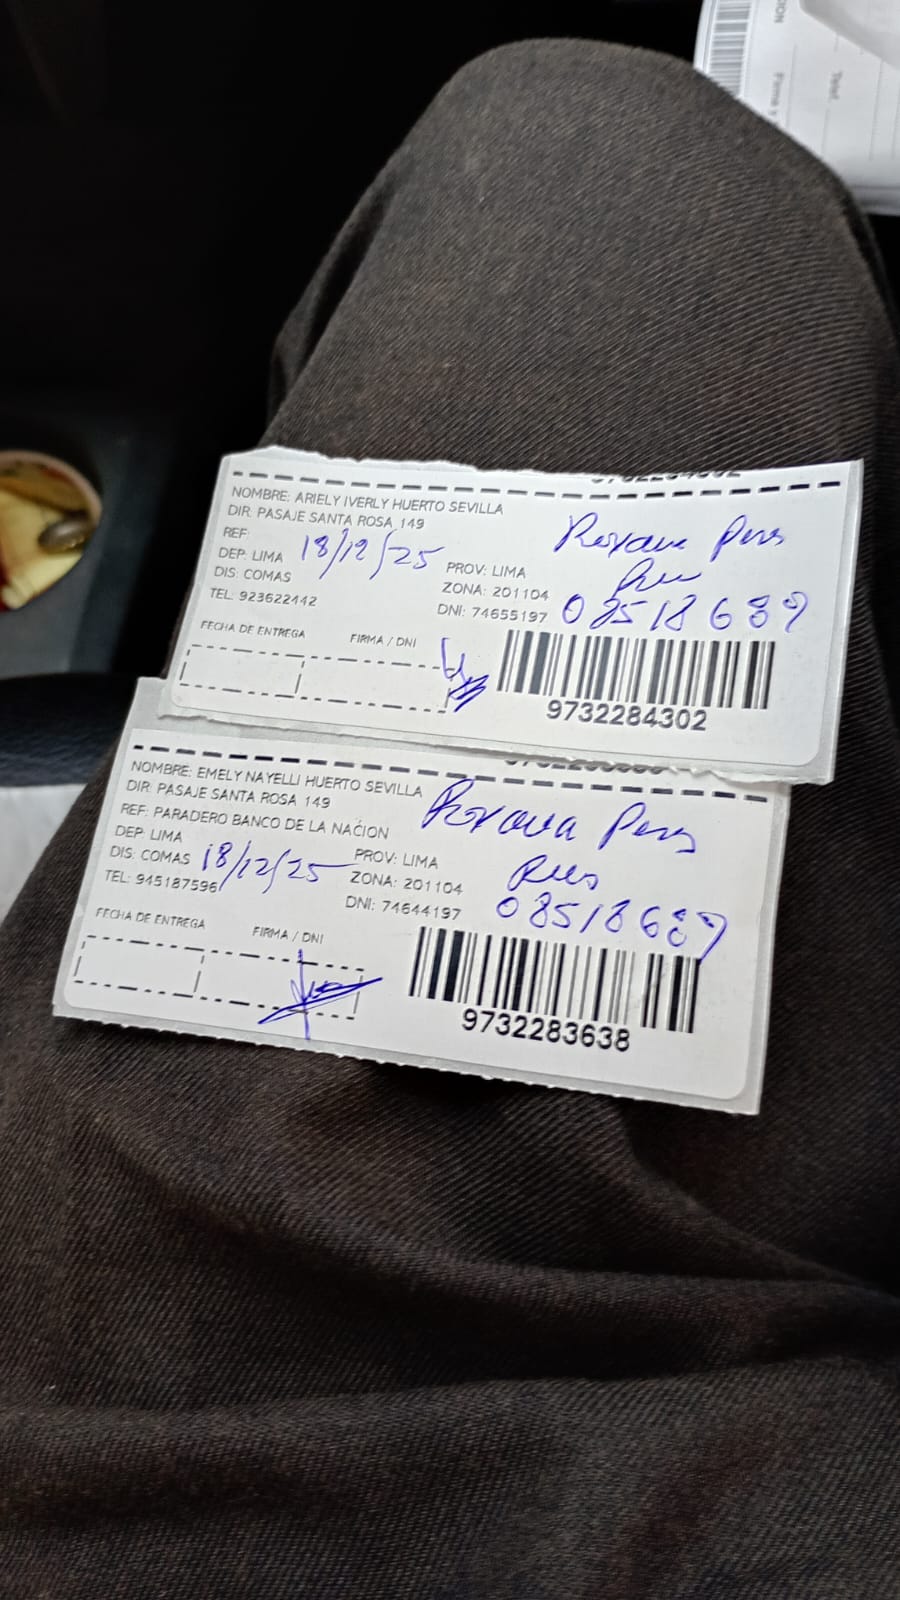 NOMBRE: ARIELY IVERLY HUERTO SEVILLA
DIR: PASAJE SANTA ROSA 149
REF:
DEP: LIMA 18/12/25 PROV: LIMA
DIS: COMAS ZONA: 201104
TEL: 923622442 DNI: 74655197
Roxana
08518689
FECHA DE ENTREGA FIRMA / DNI
9732284302
NOMBRE: EMELY NAYELLI HUERTO SEVILLA
DIR: PASAJE SANTA ROSA 149
REF: PARADERO BANCO DE LA NACION
DEP: LIMA PROV: LIMA
DIS: COMAS 18/12/25 ZONA: 201104
TEL: 945187596 DNI: 74644197
Roxana
08518689
FECHA DE ENTREGA FIRMA / DNI
9732283638